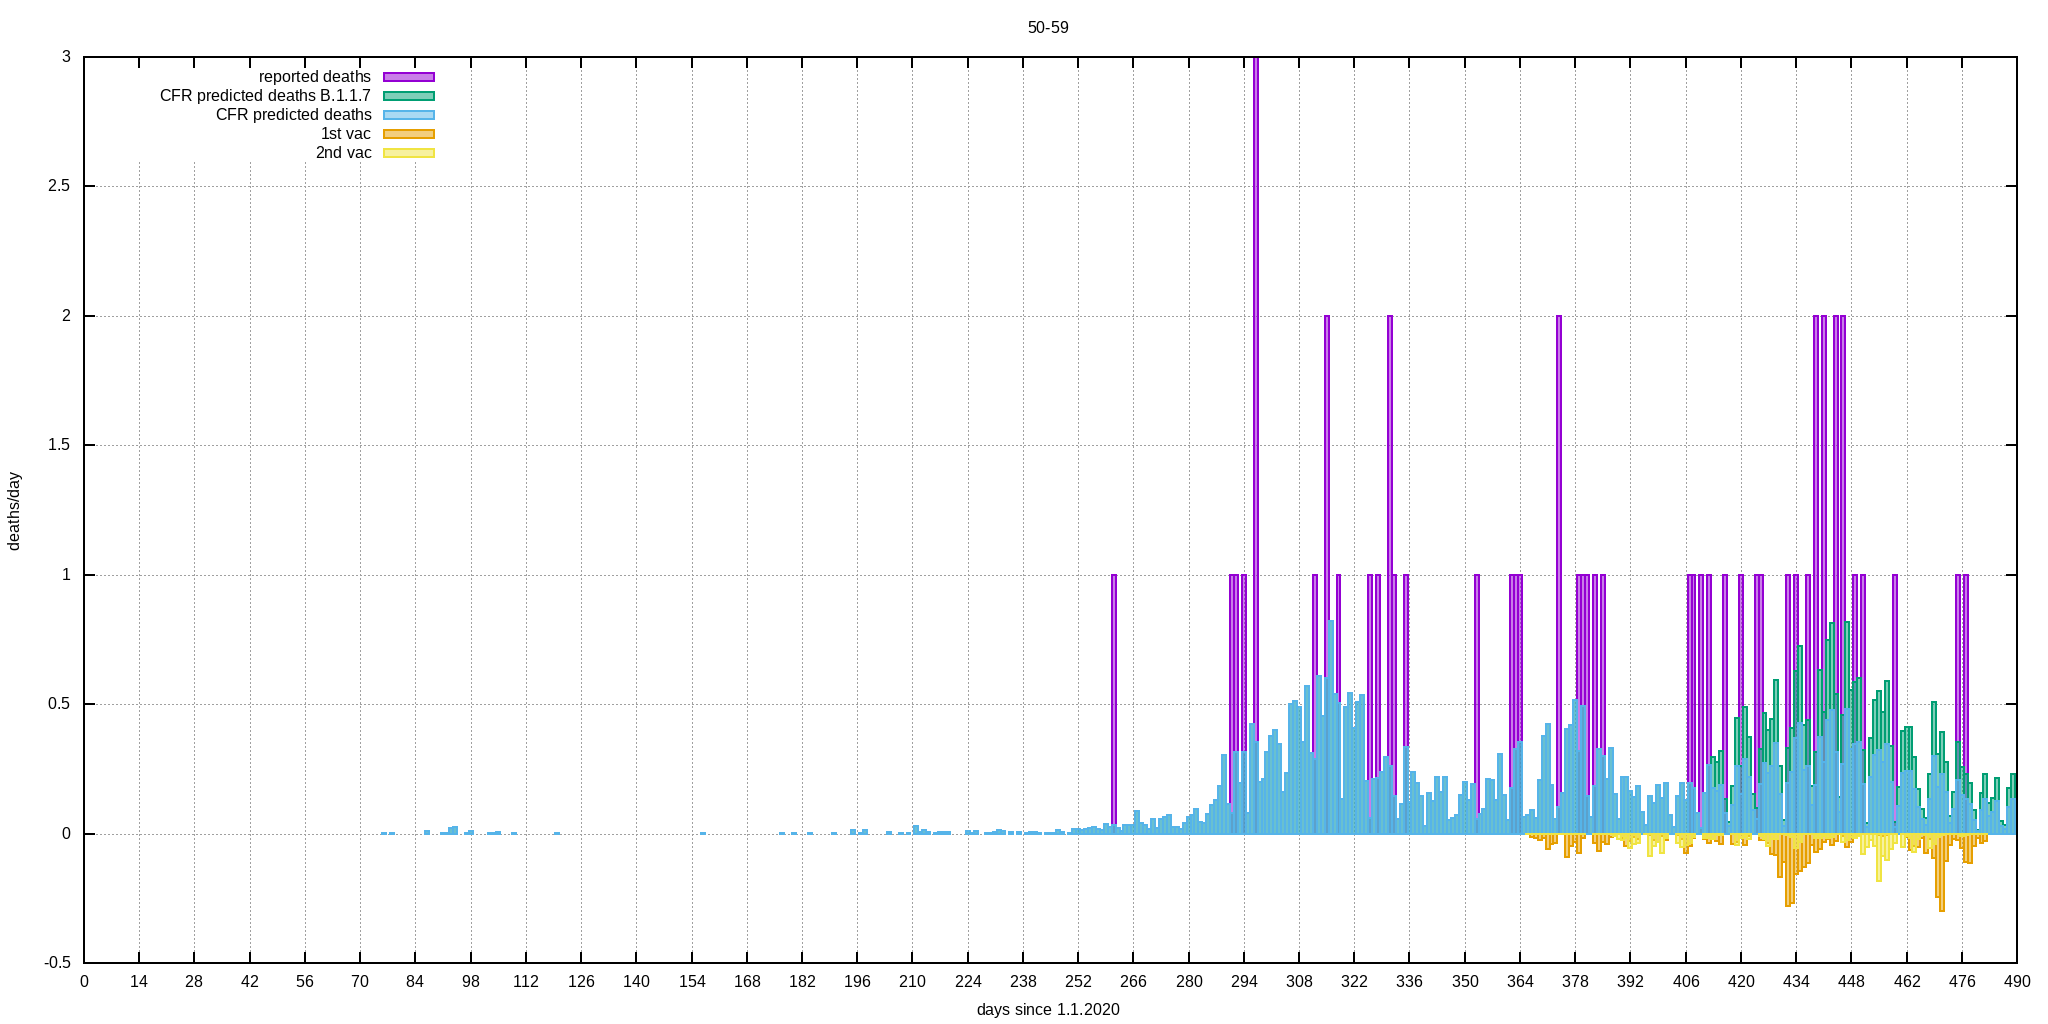 50-59
reported deaths
CFR predicted deaths B.1.1.7
CFR predicted deaths
1st vac
2nd vac
3
2.5
2
1.5
1
0.5
0
-0.5
deaths/day
0 14 28 42 56 70 84 98 112 126 140 154 168 182 196 210 224 238 252 266 280 294 308 322 336 350 364 378 392 406 420 434 448 462 476 490
days since 1.1.2020